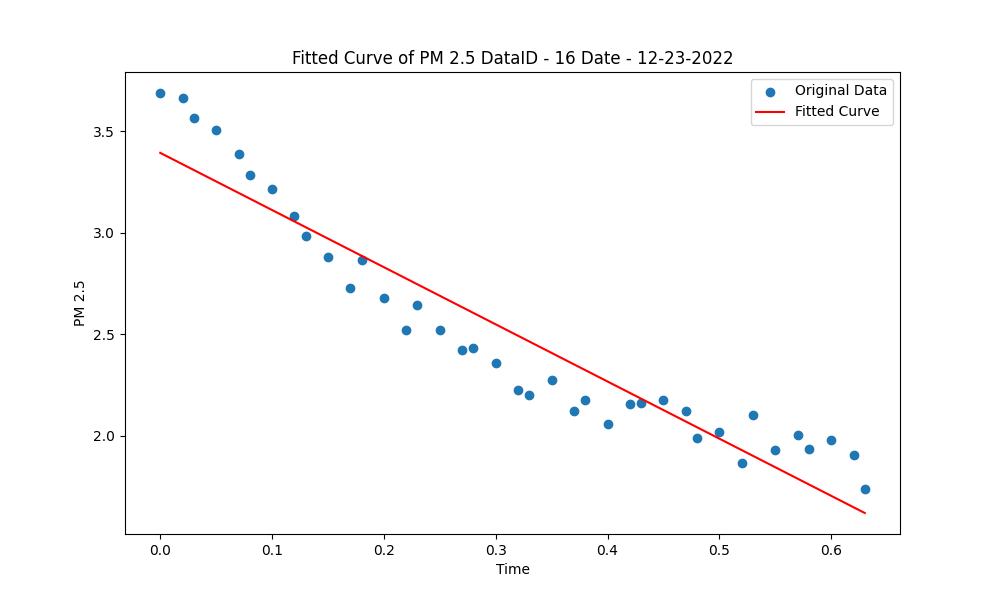 Fitted Curve of PM 2.5 DataID - 16 Date - 12-23-2022
Original Data
Fitted Curve
3.5
3.0
2.5
2.0
PM 2.5
0.0 0.1 0.2 0.3 0.4 0.5 0.6
Time